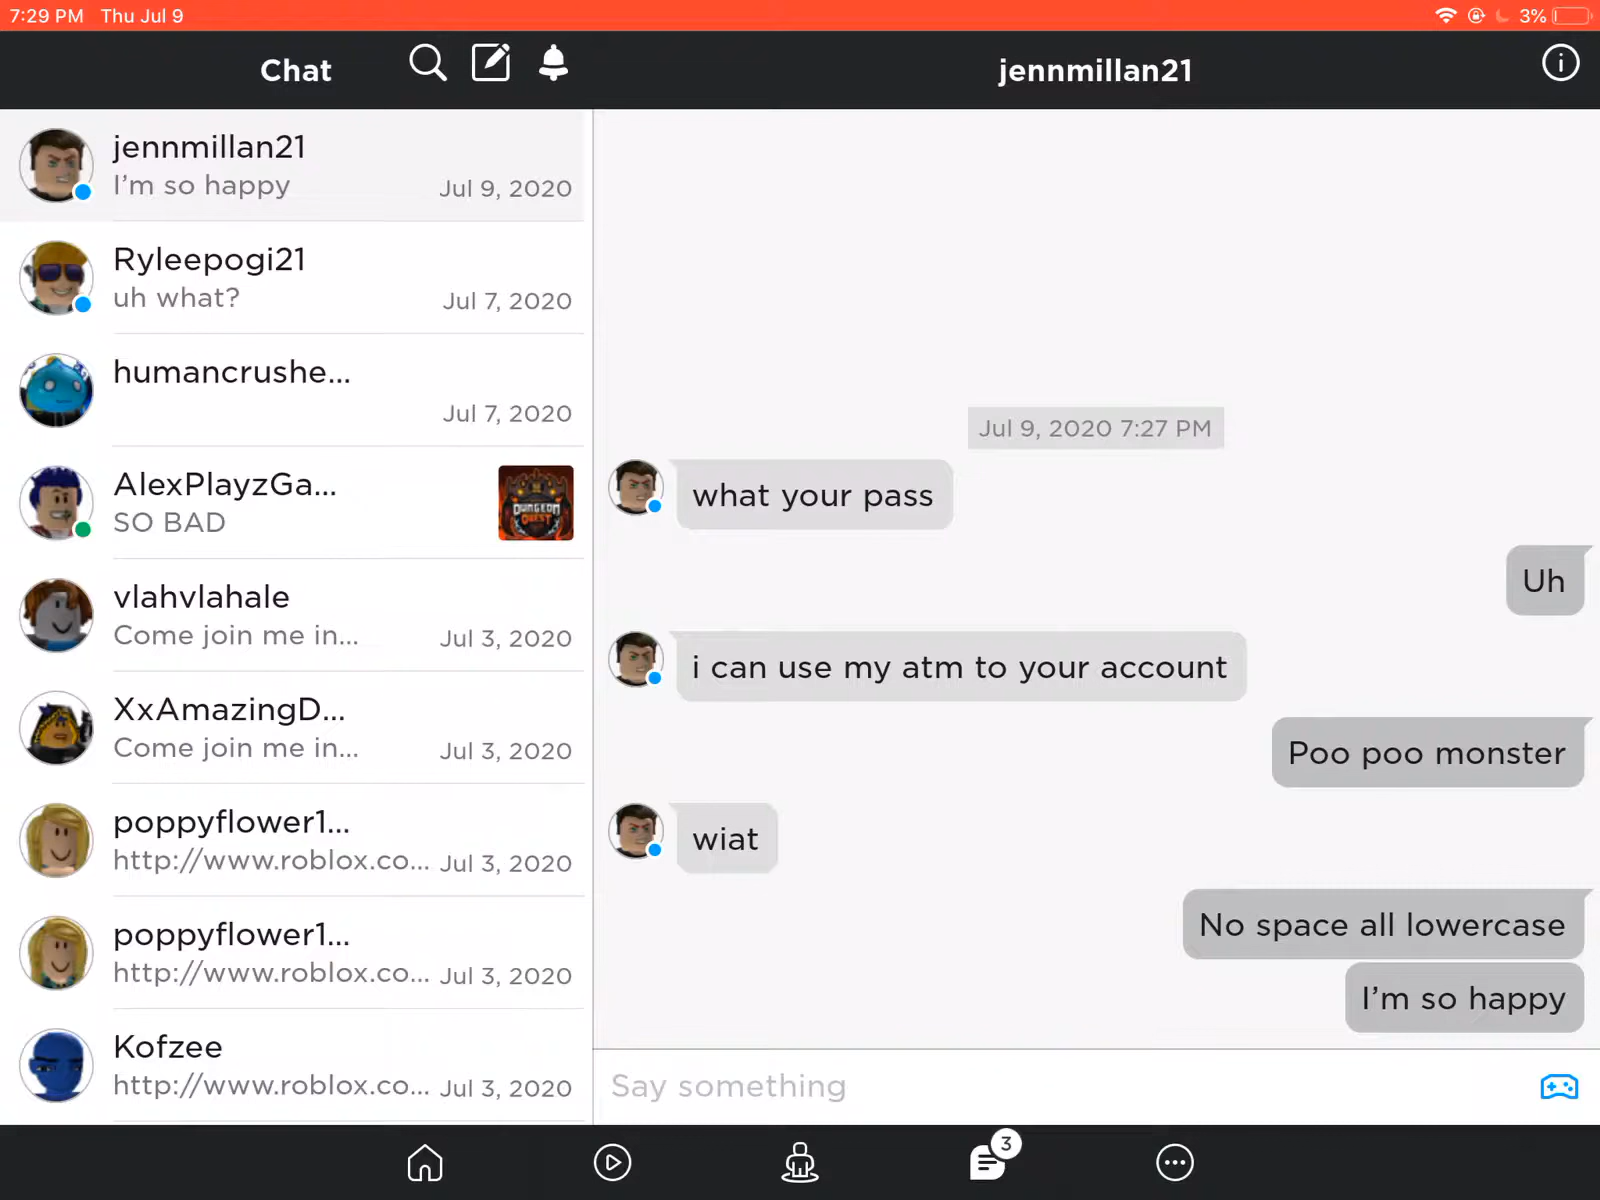 7:29 PM Thu Jul 9
3%
Chat
jennmillan21
jennmillan21
I'm so happy
Jul 9, 2020
Ryleepogi21
uh what?
Jul 7, 2020
humancrushe...
Jul 7, 2020
AlexPlayzGa...
SO BAD
DUNGEON
QUEST
vlahvlahale
Come join me in...
Jul 3, 2020
XxAmazingD...
Come join me in...
Jul 3, 2020
poppyflower1...
http://www.roblox.co...
Jul 3, 2020
poppyflower1...
http://www.roblox.co...
Jul 3, 2020
Kofzee
http://www.roblox.co...
Jul 3, 2020
Jul 9, 2020 7:27 PM
what your pass
Uh
i can use my atm to your account
Poo poo monster
wiat
No space all lowercase
I'm so happy
Say something
3